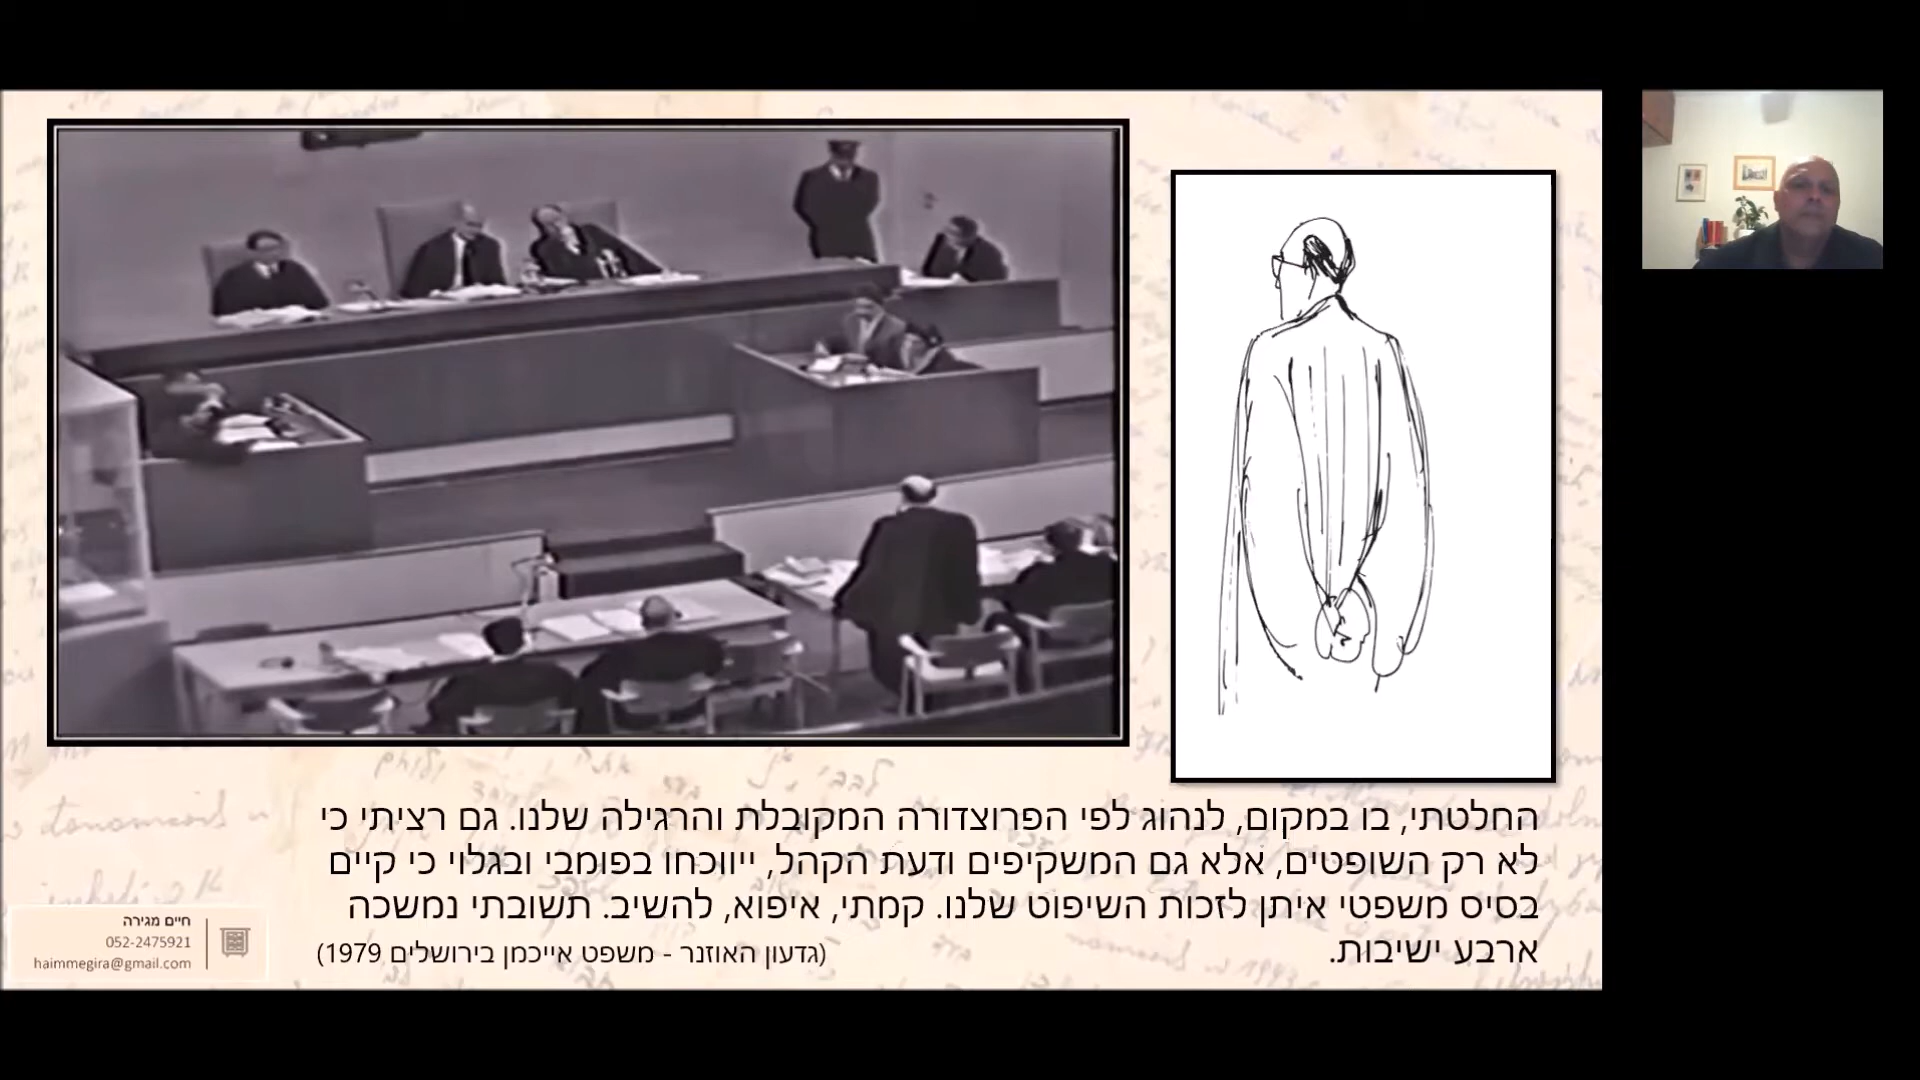 החלטתי, בו במקום, לנהוג לפי הפרוצדורה המקובלת והרגילה שלנו. גם רציתי כי
לא רק השופטים, אלא גם המשקיפים ודעת הקהל, ייווכחו בפומבי ובגלוי כי קיים
בסיס משפטי איתן לזכות השיפוט שלנו. קמתי, איפוא, להשיב. תשובתי נמשכה
ארבע ישיבות.
(גדעון האוזנר - משפט אייכמן בירושלים 1979)
חיים מגירה
052-2475921
haimmegira@gmail.com